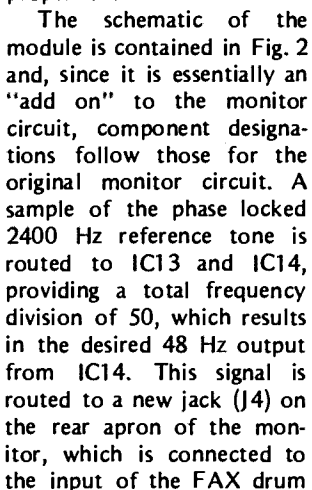 The schematic of the
module is contained in Fig. 2
and, since it is essentially an
"add on" to the monitor
circuit, component designa-
tions follow those for the
original monitor circuit. A
sample of the phase locked
2400 Hz reference tone is
routed to IC13 and IC14,
providing a total frequency
division of 50, which results
in the desired 48 Hz output
from IC14. This signal is
routed to a new jack (J4) on
the rear apron of the mon-
itor, which is connected to
the input of the FAX drum